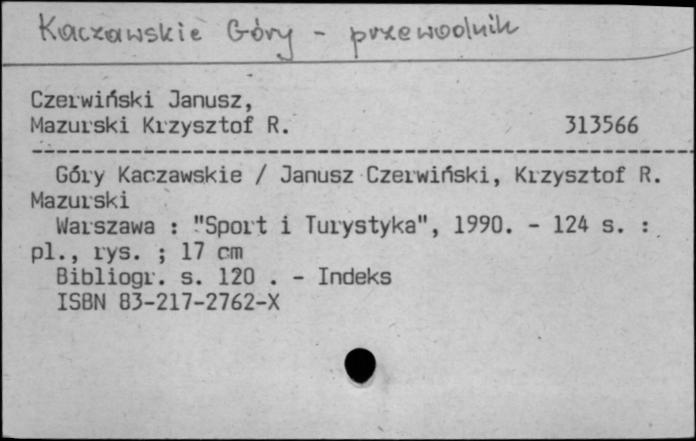 Kaczawskie Góry - przewodnik
Czerwiński Janusz,
Mazurski Krzysztof R. 313566
Góry Kaczawskie / Janusz Czerwiński, Krzysztof R.
Mazurski
Warszawa : "Sport i Turystyka", 1990. - 124 s. :
pl., rys. ; 17 cm
Bibliogr. s. 120 . - Indeks
ISBN 83-217-2762-X